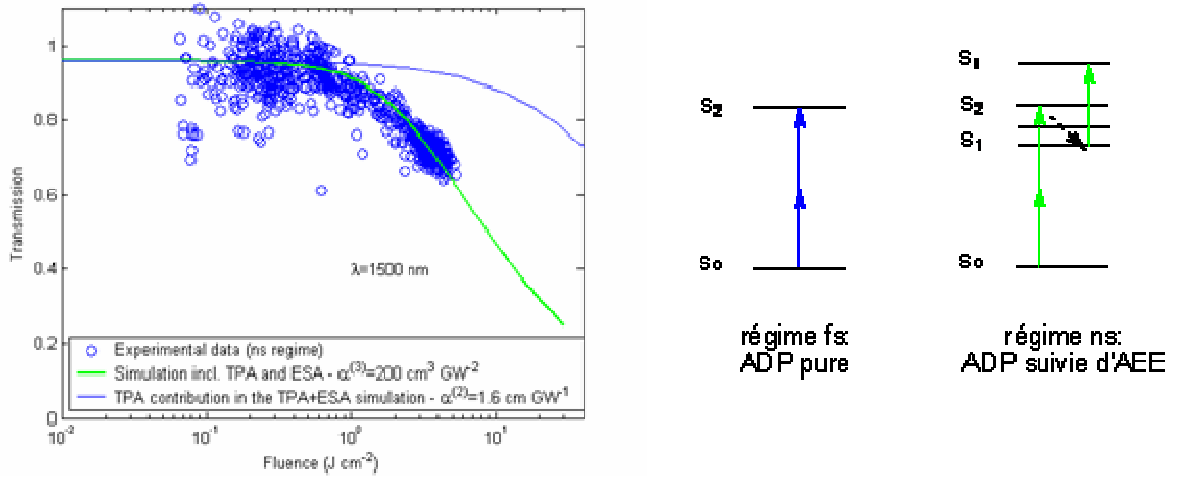 1
0.8
0.6
0.4
0.2
0
Transmission
λ=1500 nm
Experimental data (ns regime)
Simulation incl. TPA and ESA - α⁽³⁾=200 cm³ GW⁻²
TPA contribution in the TPA+ESA simulation - α⁽²⁾=1.6 cm GW⁻¹
10⁻² 10⁻¹ 10⁰ 10¹
Fluence (J cm⁻²)
S₂
S₀
régime fs:
ADP pure
S₂
S₁
S₀
régime ns:
ADP suivie d'AEE